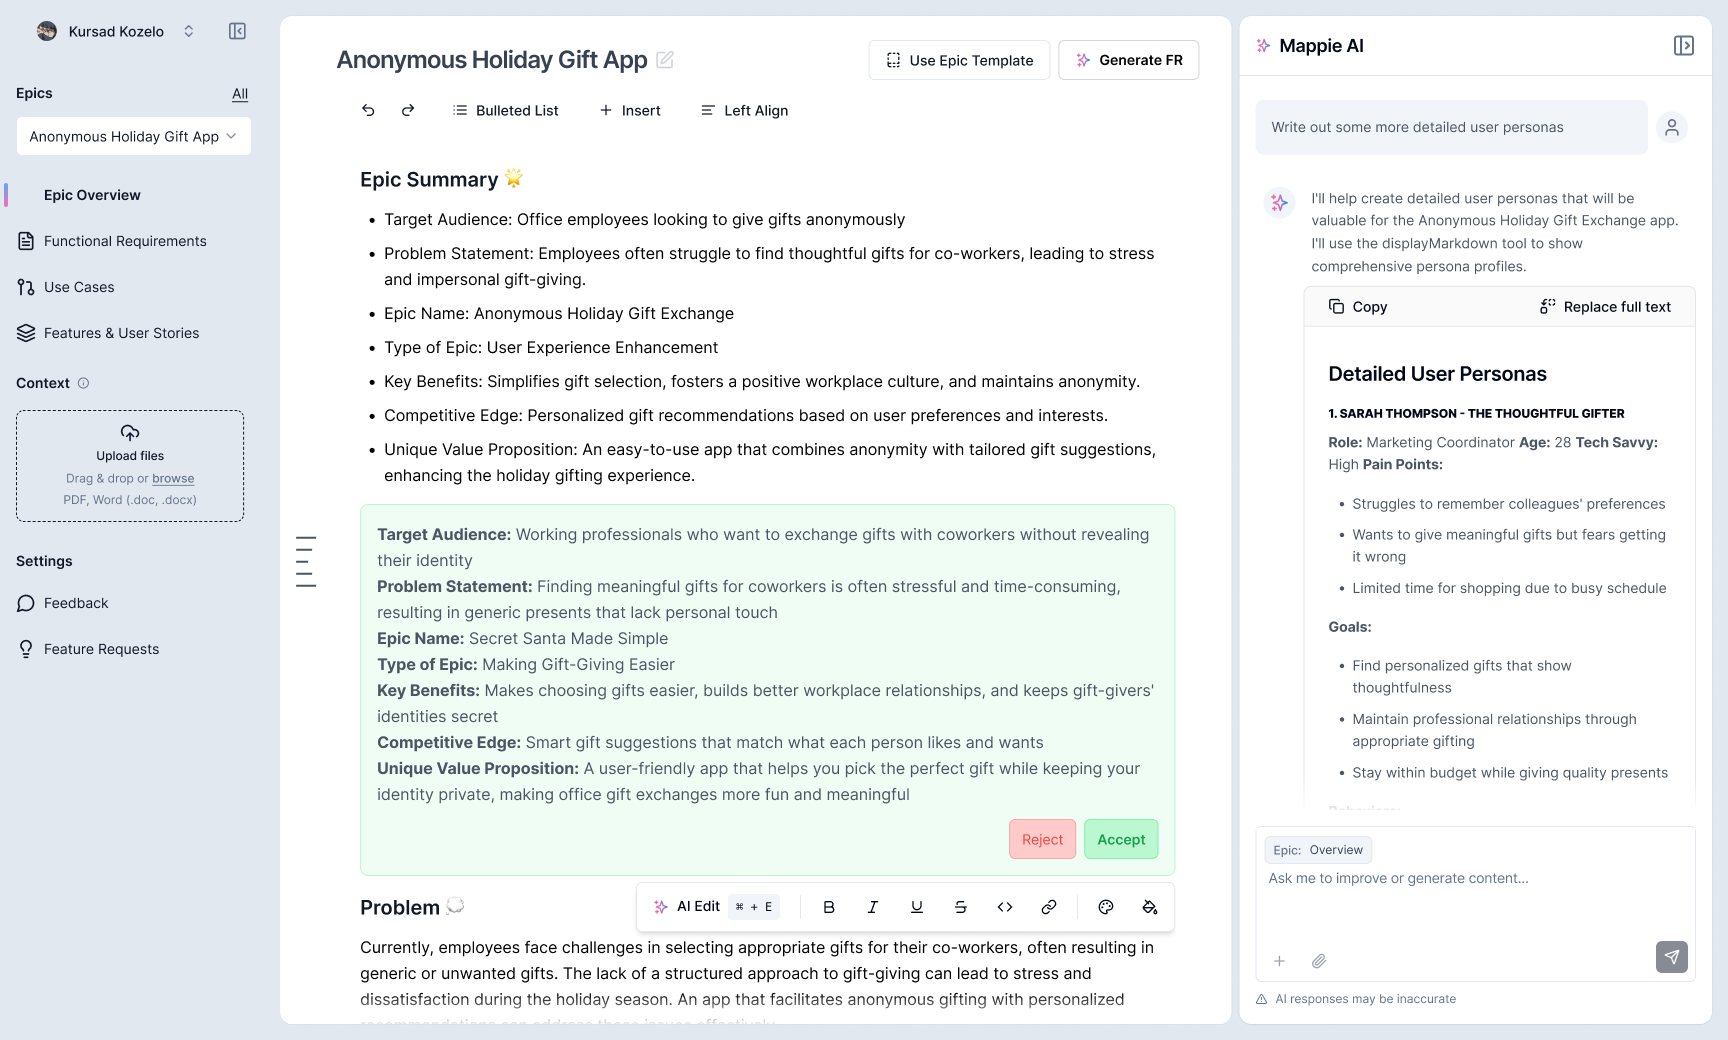 Kursad Kozelo
Epics
All
Anonymous Holiday Gift App
Epic Overview
Functional Requirements
Use Cases
Features & User Stories
Context
Upload files
Drag & drop or browse
PDF, Word (.doc, .docx)
Settings
Feedback
Feature Requests
Anonymous Holiday Gift App
Use Epic Template
Generate FR
Bulleted List
Insert
Left Align
Epic Summary 🌟
• Target Audience: Office employees looking to give gifts anonymously
• Problem Statement: Employees often struggle to find thoughtful gifts for co-workers, leading to stress
and impersonal gift-giving.
• Epic Name: Anonymous Holiday Gift Exchange
• Type of Epic: User Experience Enhancement
• Key Benefits: Simplifies gift selection, fosters a positive workplace culture, and maintains anonymity.
• Competitive Edge: Personalized gift recommendations based on user preferences and interests.
• Unique Value Proposition: An easy-to-use app that combines anonymity with tailored gift suggestions,
enhancing the holiday gifting experience.
Target Audience: Working professionals who want to exchange gifts with coworkers without revealing
their identity
Problem Statement: Finding meaningful gifts for coworkers is often stressful and time-consuming,
resulting in generic presents that lack personal touch
Epic Name: Secret Santa Made Simple
Type of Epic: Making Gift-Giving Easier
Key Benefits: Makes choosing gifts easier, builds better workplace relationships, and keeps gift-givers'
identities secret
Competitive Edge: Smart gift suggestions that match what each person likes and wants
Unique Value Proposition: A user-friendly app that helps you pick the perfect gift while keeping your
identity private, making office gift exchanges more fun and meaningful
Reject
Accept
Problem 💭
AI Edit ⌘ + E
B I U S <>
Currently, employees face challenges in selecting appropriate gifts for their co-workers, often resulting in
generic or unwanted gifts. The lack of a structured approach to gift-giving can lead to stress and
dissatisfaction during the holiday season. An app that facilitates anonymous gifting with personalized
recommendations can address these issues effectively.
Mappie AI
Write out some more detailed user personas
I'll help create detailed user personas that will be
valuable for the Anonymous Holiday Gift Exchange app.
I'll use the displayMarkdown tool to show
comprehensive persona profiles.
Copy
Replace full text
Detailed User Personas
1. SARAH THOMPSON - THE THOUGHTFUL GIFTER
Role: Marketing Coordinator Age: 28 Tech Savvy:
High Pain Points:
• Struggles to remember colleagues' preferences
• Wants to give meaningful gifts but fears getting
it wrong
• Limited time for shopping due to busy schedule
Goals:
• Find personalized gifts that show
thoughtfulness
• Maintain professional relationships through
appropriate gifting
• Stay within budget while giving quality presents
Epic: Overview
Ask me to improve or generate content...
AI responses may be inaccurate